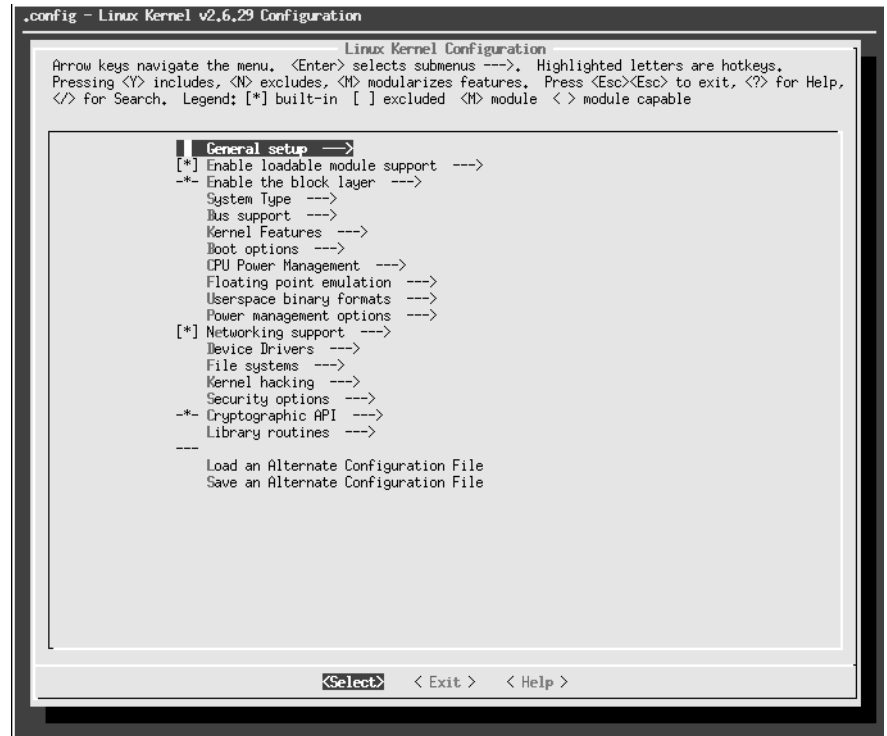 .config - Linux Kernel v2.6.29 Configuration
Linux Kernel Configuration
Arrow keys navigate the menu.  <Enter> selects submenus --->.  Highlighted letters are hotkeys.
Pressing <Y> includes, <N> excludes, <M> modularizes features.  Press <Esc><Esc> to exit, <?> for Help,
</> for Search.  Legend: [*] built-in  [ ] excluded  <M> module  < > module capable
General setup  --->
[*] Enable loadable module support  --->
-*- Enable the block layer  --->
System Type  --->
Bus support  --->
Kernel Features  --->
Boot options  --->
CPU Power Management  --->
Floating point emulation  --->
Userspace binary formats  --->
Power management options  --->
[*] Networking support  --->
Device Drivers  --->
File systems  --->
Kernel hacking  --->
Security options  --->
-*- Cryptographic API  --->
Library routines  --->
---
Load an Alternate Configuration File
Save an Alternate Configuration File
<Select>    < Exit >    < Help >